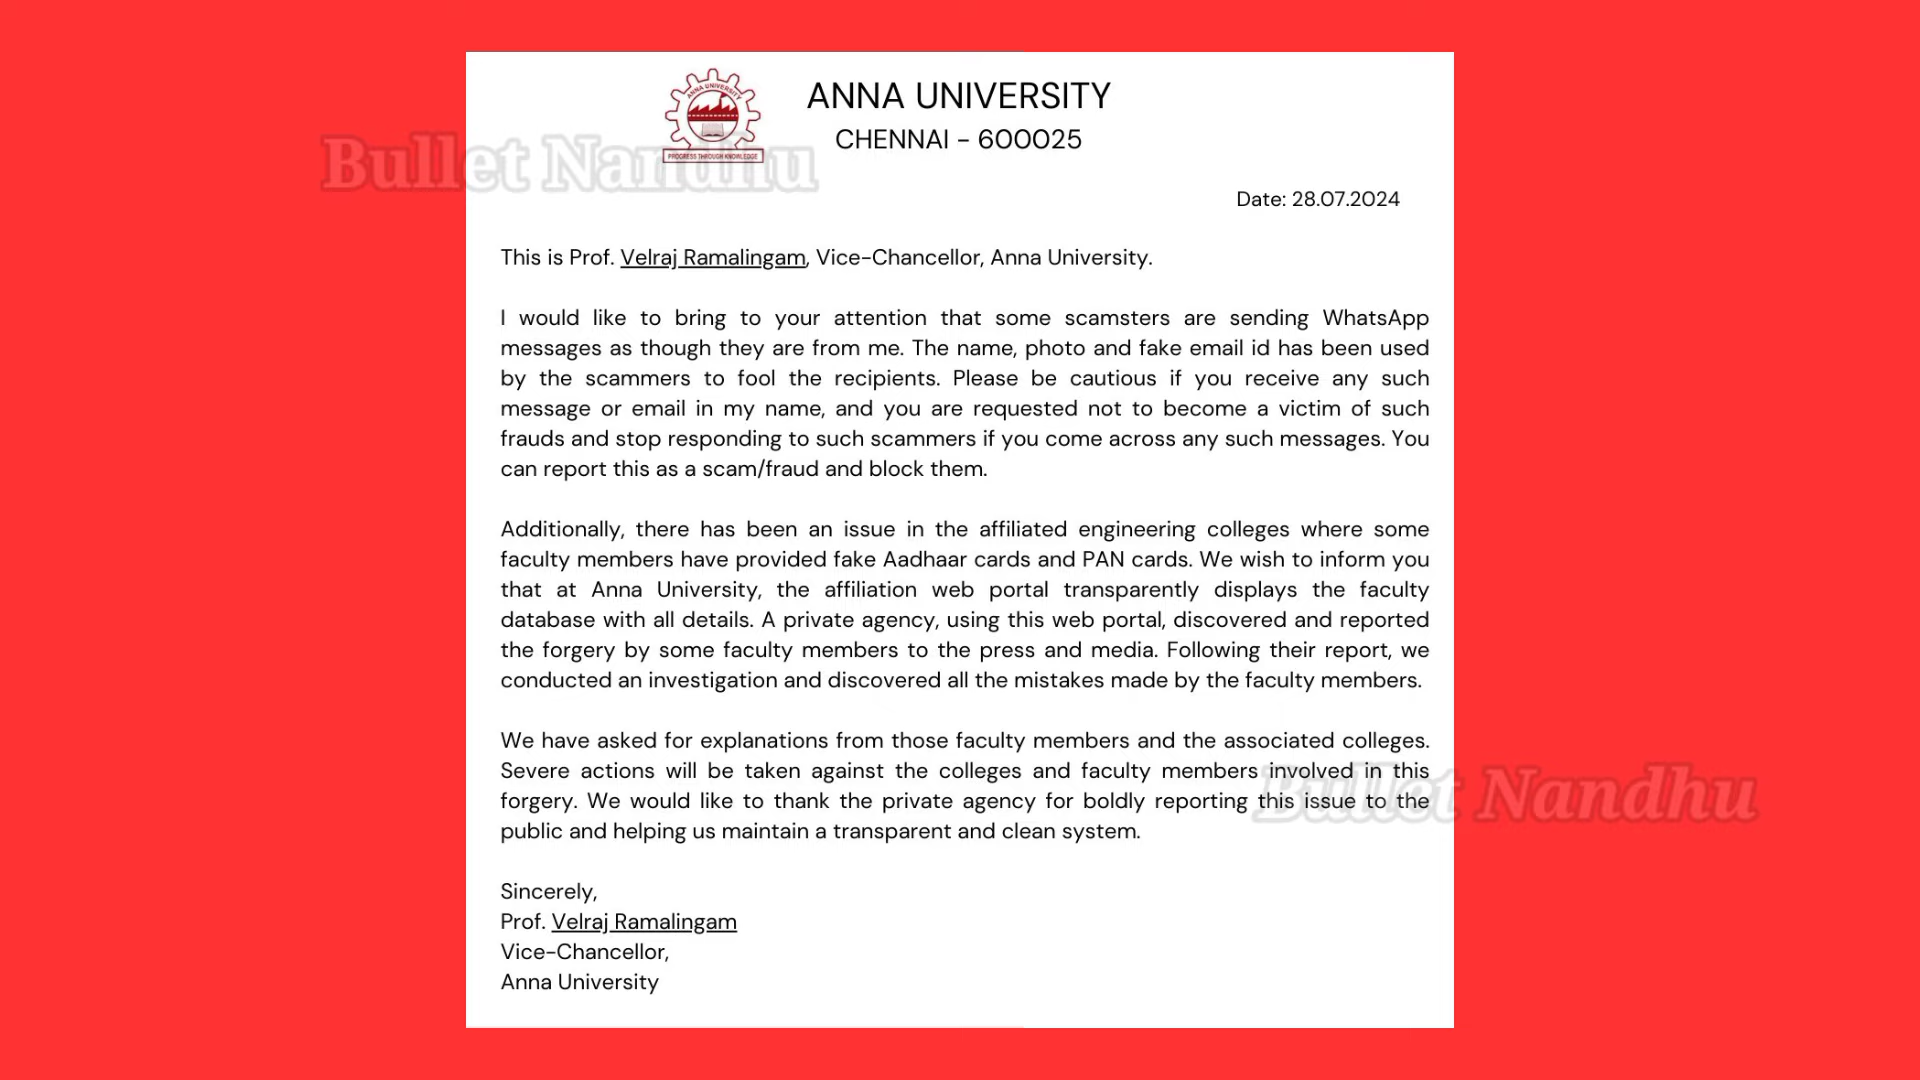 ANNA UNIVERSITY
PROGRESS THROUGH KNOWLEDGE
ANNA UNIVERSITY
CHENNAI – 600025
Bullet Nandhu
Date: 28.07.2024
This is Prof. Velraj Ramalingam, Vice-Chancellor, Anna University.
I would like to bring to your attention that some scamsters are sending WhatsApp
messages as though they are from me. The name, photo and fake email id has been used
by the scammers to fool the recipients. Please be cautious if you receive any such
message or email in my name, and you are requested not to become a victim of such
frauds and stop responding to such scammers if you come across any such messages. You
can report this as a scam/fraud and block them.
Additionally, there has been an issue in the affiliated engineering colleges where some
faculty members have provided fake Aadhaar cards and PAN cards. We wish to inform you
that at Anna University, the affiliation web portal transparently displays the faculty
database with all details. A private agency, using this web portal, discovered and reported
the forgery by some faculty members to the press and media. Following their report, we
conducted an investigation and discovered all the mistakes made by the faculty members.
We have asked for explanations from those faculty members and the associated colleges.
Severe actions will be taken against the colleges and faculty members involved in this
forgery. We would like to thank the private agency for boldly reporting this issue to the
public and helping us maintain a transparent and clean system.
Bullet Nandhu
Sincerely,
Prof. Velraj Ramalingam
Vice-Chancellor,
Anna University